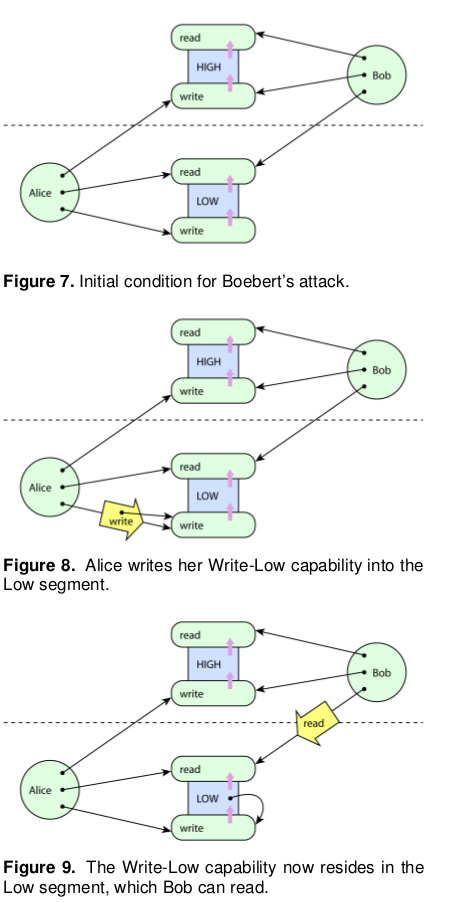 read
HIGH
Bob
write
read
Alice
LOW
write
Figure 7. Initial condition for Boebert's attack.
read
HIGH
Bob
write
read
Alice
LOW
write
write
Figure 8. Alice writes her Write-Low capability into the
Low segment.
read
HIGH
Bob
write
read
read
Alice
LOW
write
Figure 9. The Write-Low capability now resides in the
Low segment, which Bob can read.